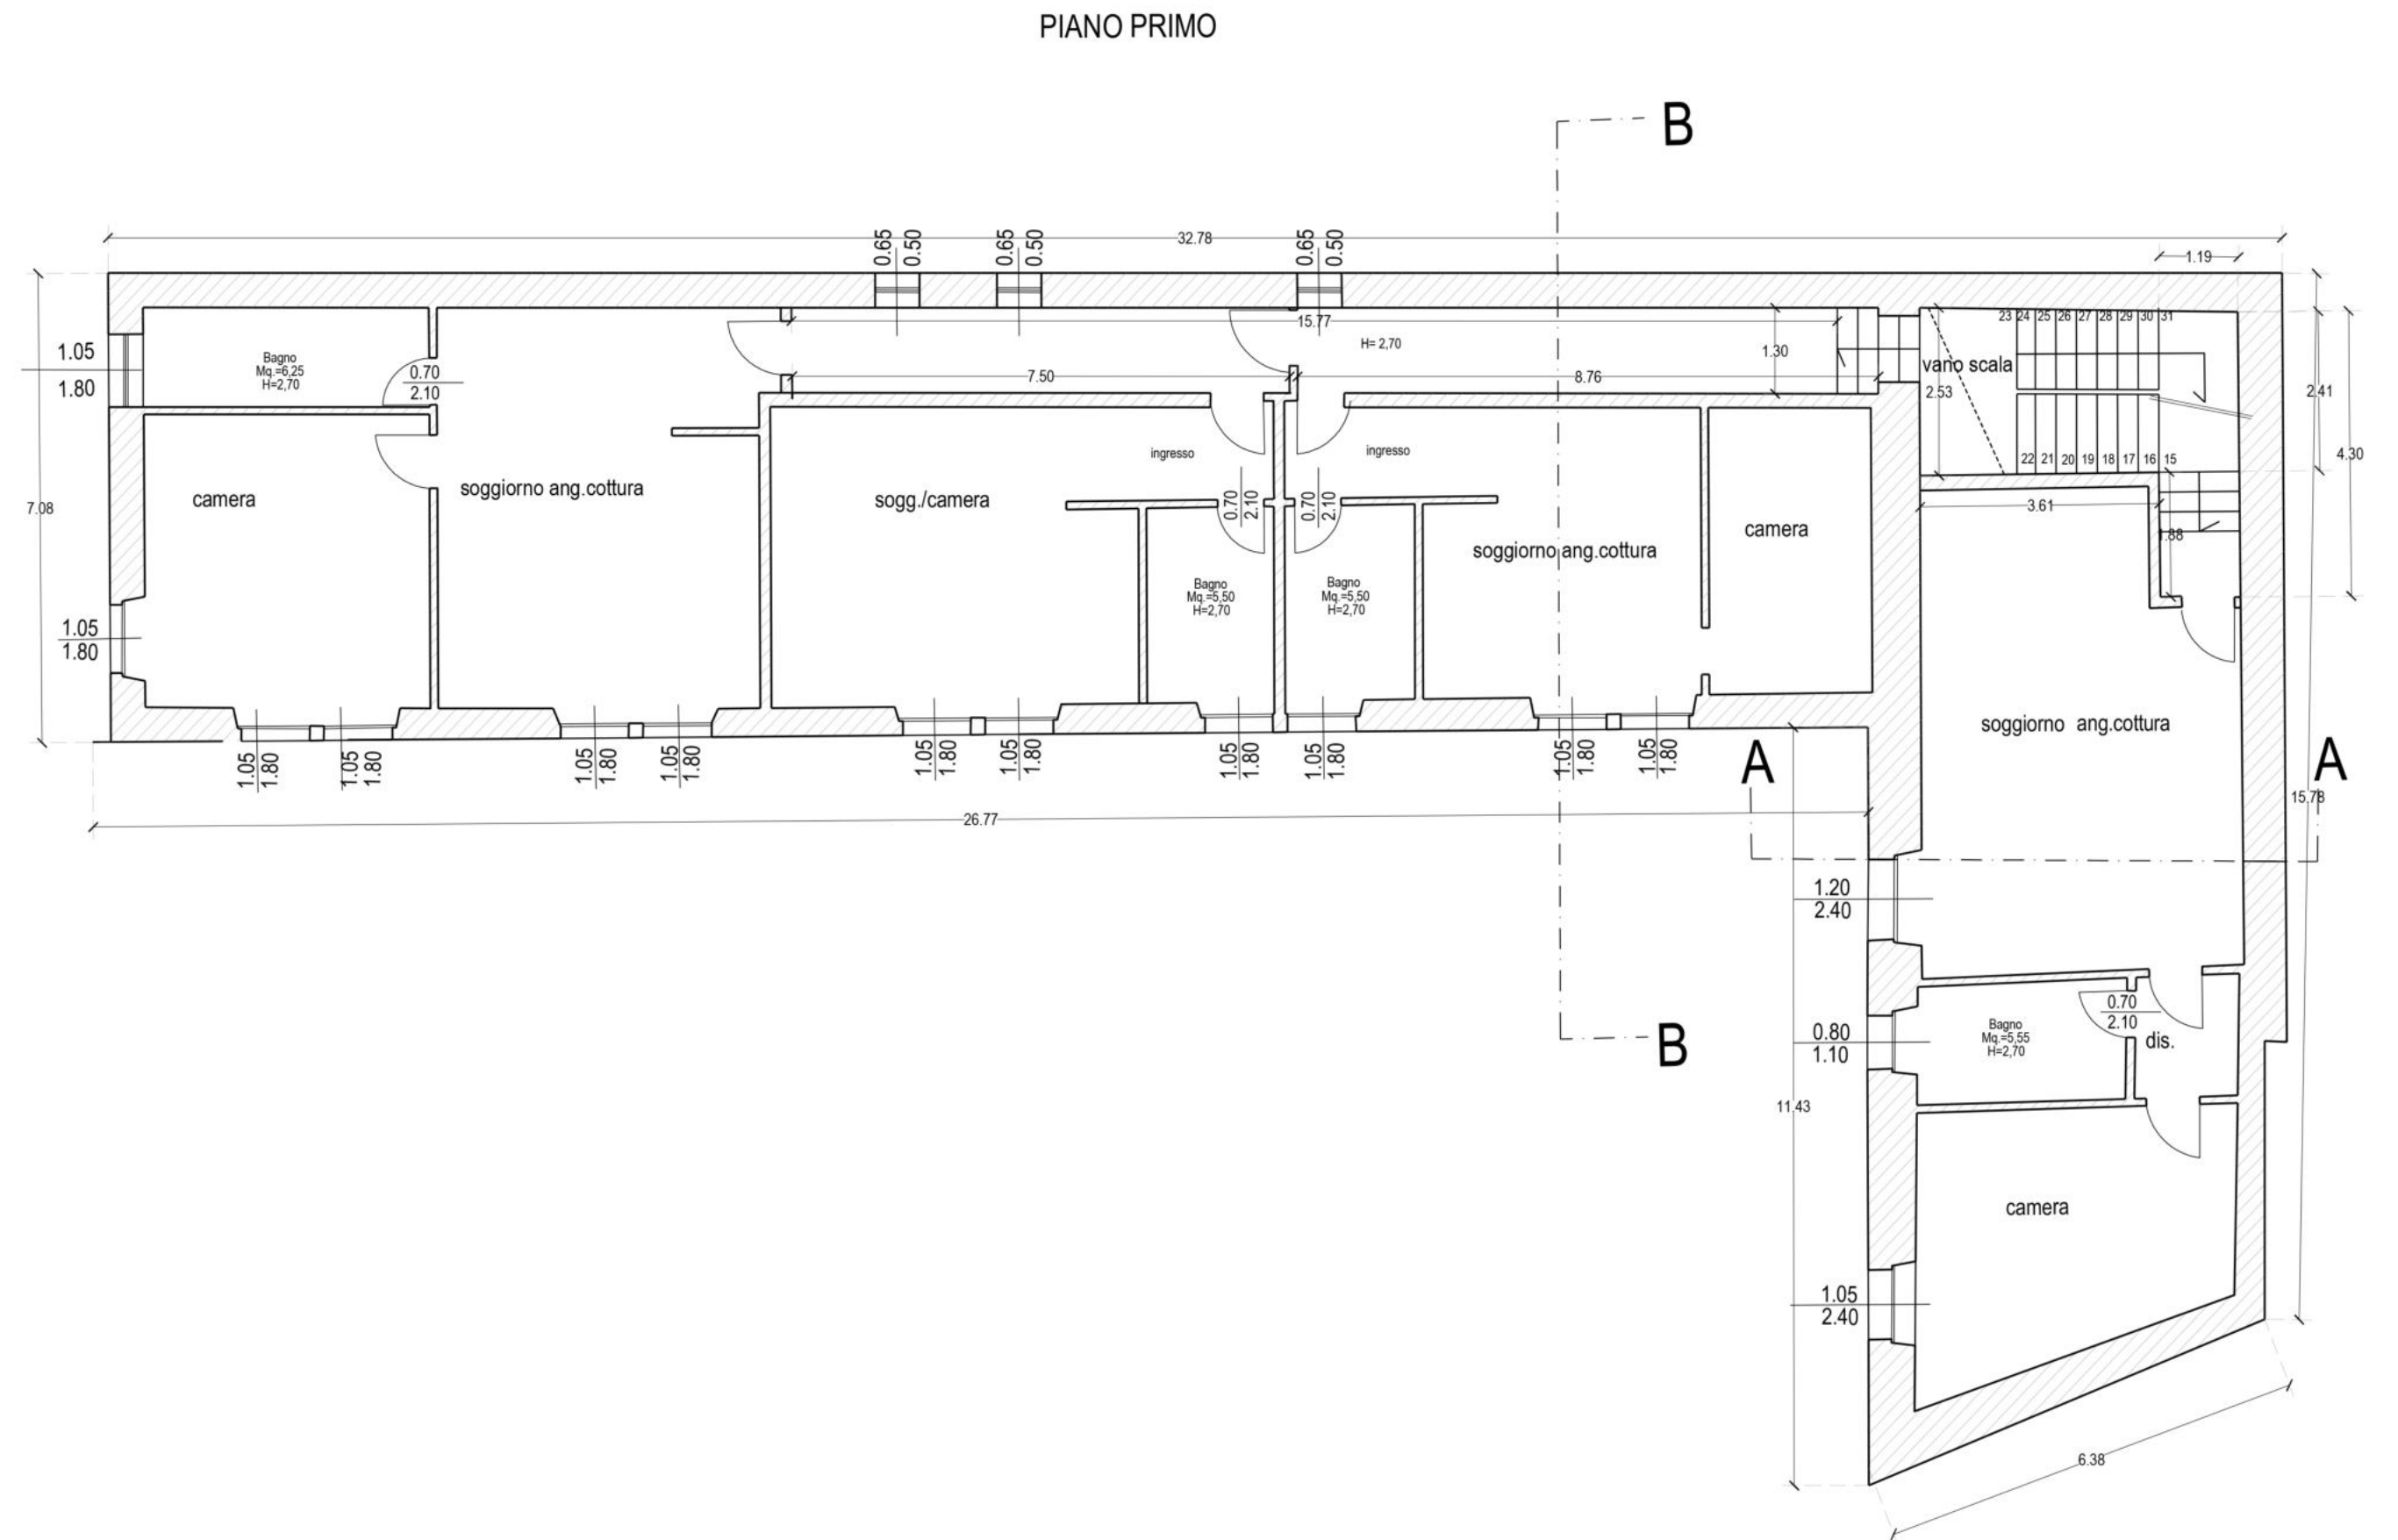 PIANO PRIMO
B
32.78
0.65
0.50
0.65
0.50
0.65
0.50
1.19
15.77
H= 2,70
1.30
7.50
8.76
23 24 25 26 27 28 29 30 31
vano scala
2.53
2.41
4.30
22 21 20 19 18 17 16 15
1.05
1.80
Bagno
Mq.=6,25
H=2,70
0.70
2.10
7.08
camera
soggiorno ang.cottura
sogg./camera
ingresso
ingresso
0.70
2.10
0.70
2.10
soggiorno ang.cottura
camera
3.61
1.88
Bagno
Mq.=5,50
H=2,70
Bagno
Mq.=5,50
H=2,70
1.05
1.80
soggiorno ang.cottura
1.05
1.80
1.05
1.80
1.05
1.80
1.05
1.80
1.05
1.80
1.05
1.80
1.05
1.80
1.05
1.80
1.05
1.80
1.05
1.80
A
A
15.78
26.77
1.20
2.40
B
0.80
1.10
Bagno
Mq.=5,55
H=2,70
0.70
2.10
dis.
11.43
camera
1.05
2.40
6.38